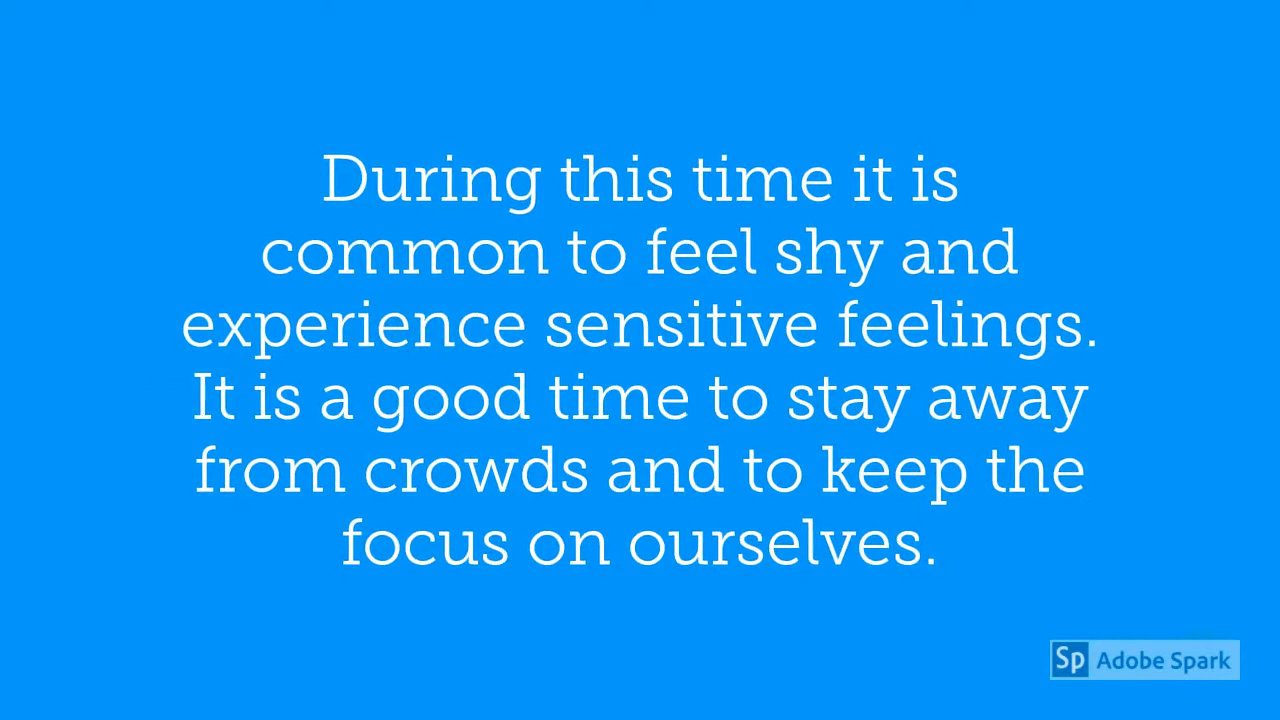 During this time it is
common to feel shy and
experience sensitive feelings.
It is a good time to stay away
from crowds and to keep the
focus on ourselves.
Sp Adobe Spark